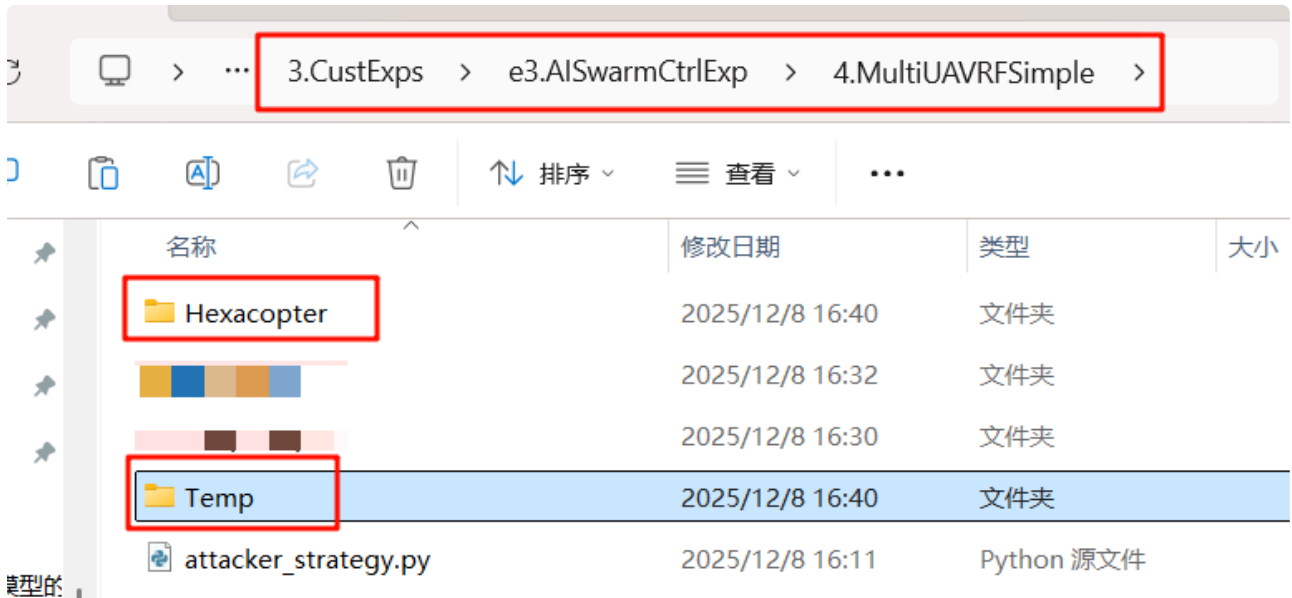 3.CustExps > e3.AISwarmCtrlExp > 4.MultiUAVRFSimple >
排序 查看
名称 修改日期 类型 大小
Hexacopter 2025/12/8 16:40 文件夹
2025/12/8 16:32 文件夹
2025/12/8 16:30 文件夹
Temp 2025/12/8 16:40 文件夹
attacker_strategy.py 2025/12/8 16:11 Python 源文件
模型的